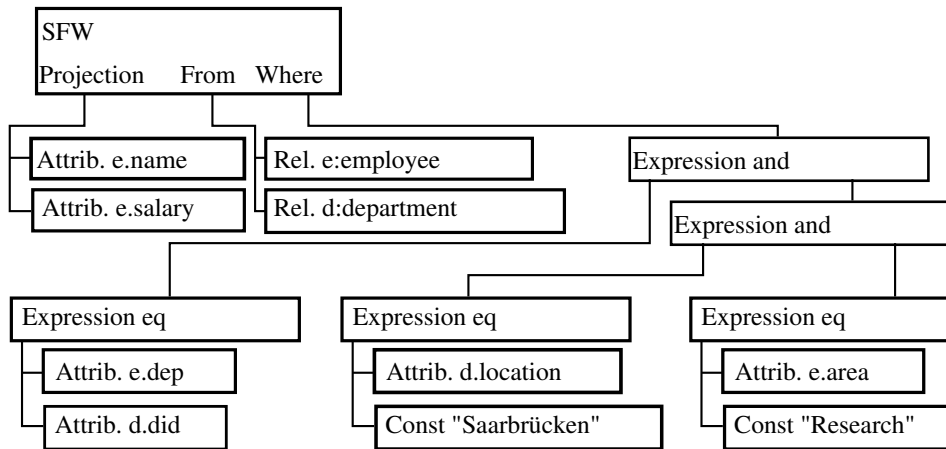 SFW
Projection From Where
Attrib. e.name
Rel. e:employee
Expression and
Attrib. e.salary
Rel. d:department
Expression and
Expression eq
Expression eq
Expression eq
Attrib. e.dep
Attrib. d.location
Attrib. e.area
Attrib. d.did
Const "Saarbrücken"
Const "Research"